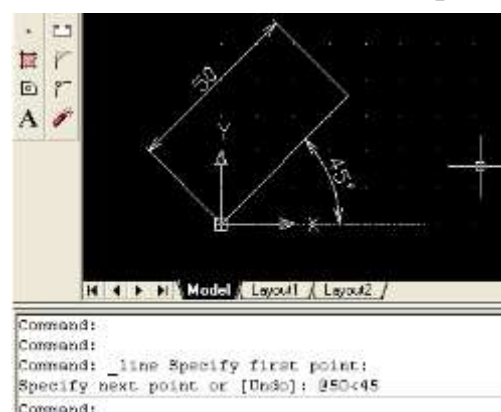 50
Y
45°
X
A
Model Layout1 Layout2
Command:
Command:
Command: _line Specify first point:
Specify next point or [Undo]: @50<45
Command: